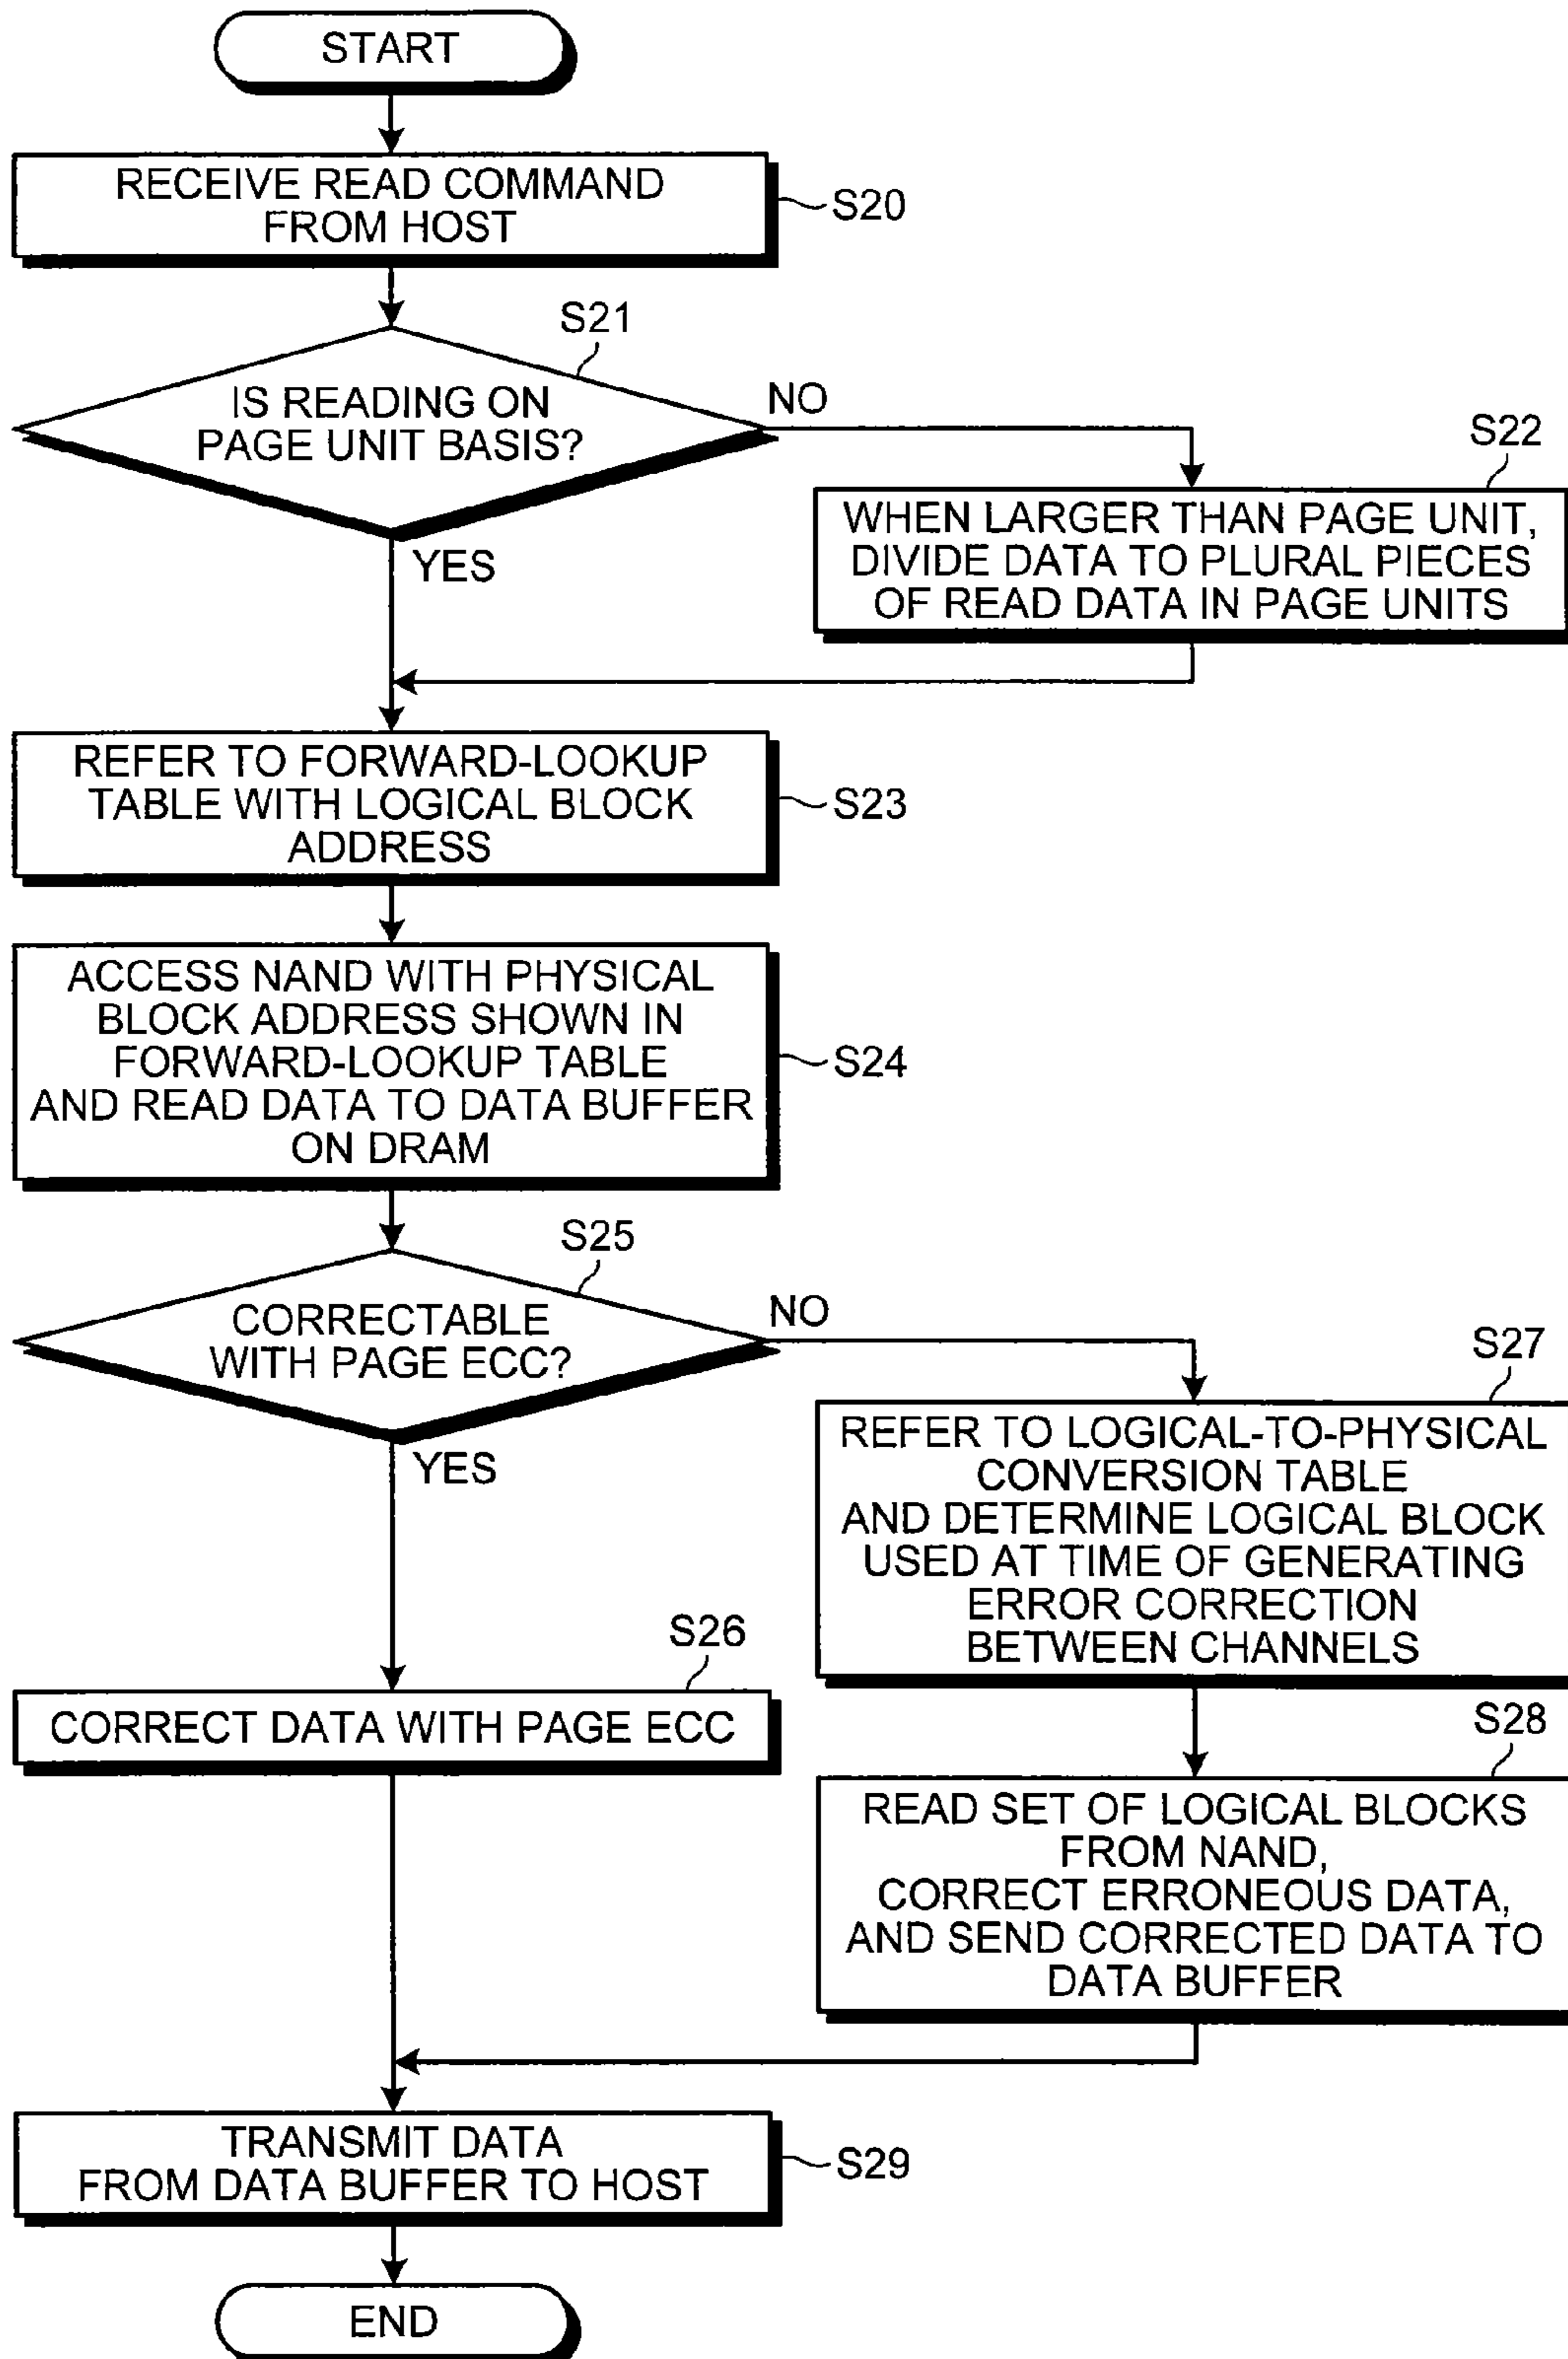 START
RECEIVE READ COMMAND
FROM HOST
S20
S21
IS READING ON
PAGE UNIT BASIS?
NO
YES
S22
WHEN LARGER THAN PAGE UNIT,
DIVIDE DATA TO PLURAL PIECES
OF READ DATA IN PAGE UNITS
REFER TO FORWARD-LOOKUP
TABLE WITH LOGICAL BLOCK
ADDRESS
S23
ACCESS NAND WITH PHYSICAL
BLOCK ADDRESS SHOWN IN
FORWARD-LOOKUP TABLE
AND READ DATA TO DATA BUFFER
ON DRAM
S24
S25
CORRECTABLE
WITH PAGE ECC?
NO
YES
S26
CORRECT DATA WITH PAGE ECC
S27
REFER TO LOGICAL-TO-PHYSICAL
CONVERSION TABLE
AND DETERMINE LOGICAL BLOCK
USED AT TIME OF GENERATING
ERROR CORRECTION
BETWEEN CHANNELS
S28
READ SET OF LOGICAL BLOCKS
FROM NAND,
CORRECT ERRONEOUS DATA,
AND SEND CORRECTED DATA TO
DATA BUFFER
TRANSMIT DATA
FROM DATA BUFFER TO HOST
S29
END